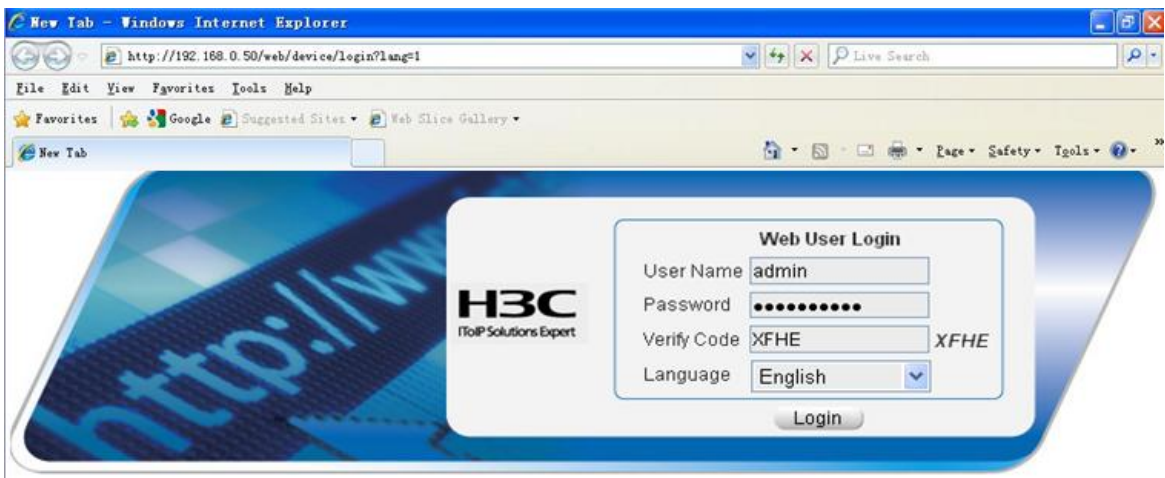 New Tab - Windows Internet Explorer
http://192.168.0.50/web/device/login?lang=1
Live Search
File Edit View Favorites Tools Help
Favorites Google Suggested Sites Web Slice Gallery
New Tab
Page Safety Tools »
http://www
H3C
IToIP Solutions Expert
Web User Login
User Name admin
Password ••••••••••
Verify Code XFHE XFHE
Language English
Login